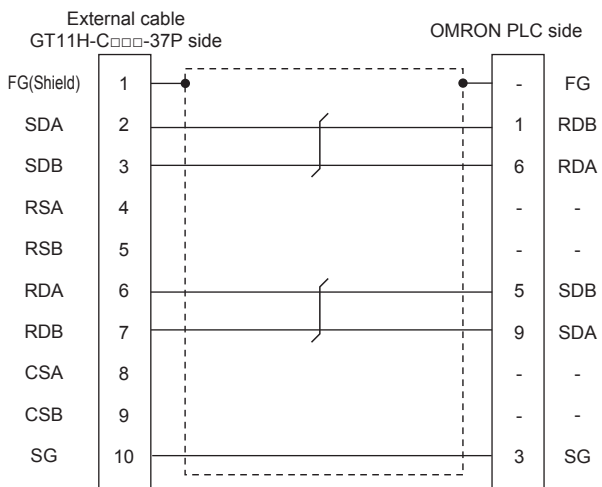 External cable
GT11H-C□□□-37P side
OMRON PLC side
FG(Shield) 1 - FG
SDA 2 1 RDB
SDB 3 6 RDA
RSA 4 - -
RSB 5 - -
RDA 6 5 SDB
RDB 7 9 SDA
CSA 8 - -
CSB 9 - -
SG 10 3 SG